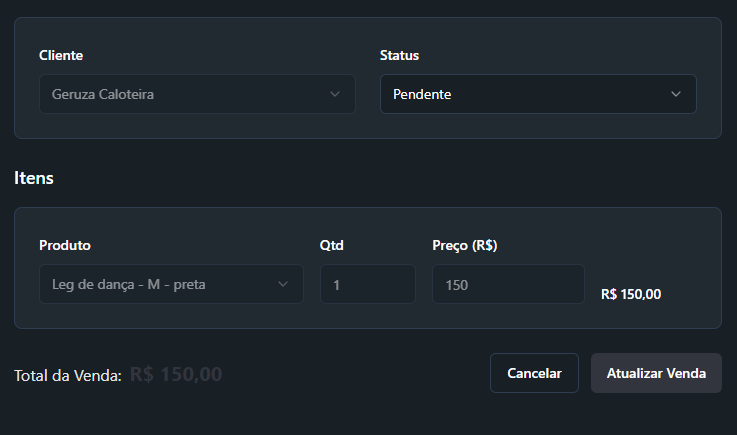 Cliente
Status
Geruza Caloteira
Pendente
Itens
Produto
Qtd
Preço (R$)
Leg de dança - M - preta
1
150
R$ 150,00
Total da Venda: R$ 150,00
Cancelar
Atualizar Venda